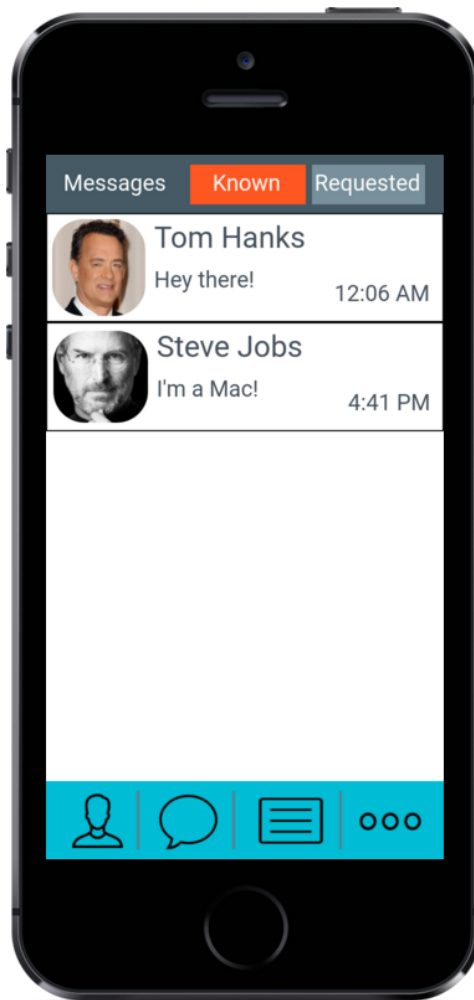 Messages Known Requested
Tom Hanks
Hey there!
12:06 AM
Steve Jobs
I'm a Mac!
4:41 PM